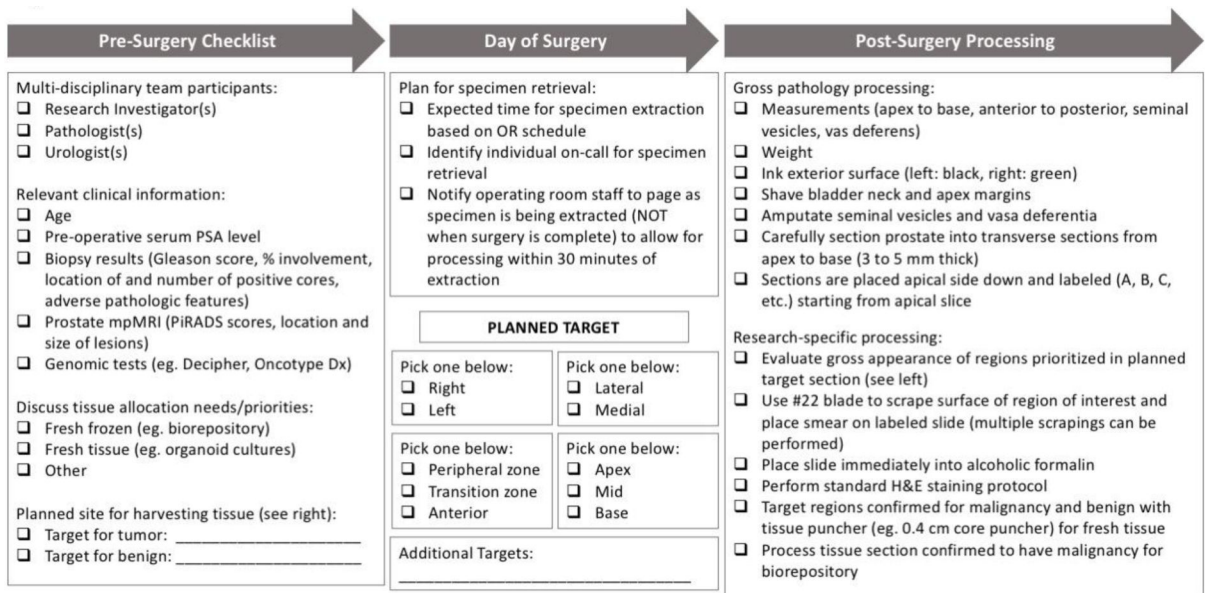 Pre-Surgery Checklist
Multi-disciplinary team participants:
❑ Research Investigator(s)
❑ Pathologist(s)
❑ Urologist(s)
Relevant clinical information:
❑ Age
❑ Pre-operative serum PSA level
❑ Biopsy results (Gleason score, % involvement,
location of and number of positive cores,
adverse pathologic features)
❑ Prostate mpMRI (PiRADS scores, location and
size of lesions)
❑ Genomic tests (eg. Decipher, Oncotype Dx)
Discuss tissue allocation needs/priorities:
❑ Fresh frozen (eg. biorepository)
❑ Fresh tissue (eg. organoid cultures)
❑ Other
Planned site for harvesting tissue (see right):
❑ Target for tumor: ____________________
❑ Target for benign: ____________________
Day of Surgery
Plan for specimen retrieval:
❑ Expected time for specimen extraction
based on OR schedule
❑ Identify individual on-call for specimen
retrieval
❑ Notify operating room staff to page as
specimen is being extracted (NOT
when surgery is complete) to allow for
processing within 30 minutes of
extraction
PLANNED TARGET
Pick one below:
❑ Right
❑ Left
Pick one below:
❑ Lateral
❑ Medial
Pick one below:
❑ Peripheral zone
❑ Transition zone
❑ Anterior
Pick one below:
❑ Apex
❑ Mid
❑ Base
Additional Targets:
________________________________
Post-Surgery Processing
Gross pathology processing:
❑ Measurements (apex to base, anterior to posterior, seminal
vesicles, vas deferens)
❑ Weight
❑ Ink exterior surface (left: black, right: green)
❑ Shave bladder neck and apex margins
❑ Amputate seminal vesicles and vasa deferentia
❑ Carefully section prostate into transverse sections from
apex to base (3 to 5 mm thick)
❑ Sections are placed apical side down and labeled (A, B, C,
etc.) starting from apical slice
Research-specific processing:
❑ Evaluate gross appearance of regions prioritized in planned
target section (see left)
❑ Use #22 blade to scrape surface of region of interest and
place smear on labeled slide (multiple scrapings can be
performed)
❑ Place slide immediately into alcoholic formalin
❑ Perform standard H&E staining protocol
❑ Target regions confirmed for malignancy and benign with
tissue puncher (eg. 0.4 cm core puncher) for fresh tissue
❑ Process tissue section confirmed to have malignancy for
biorepository